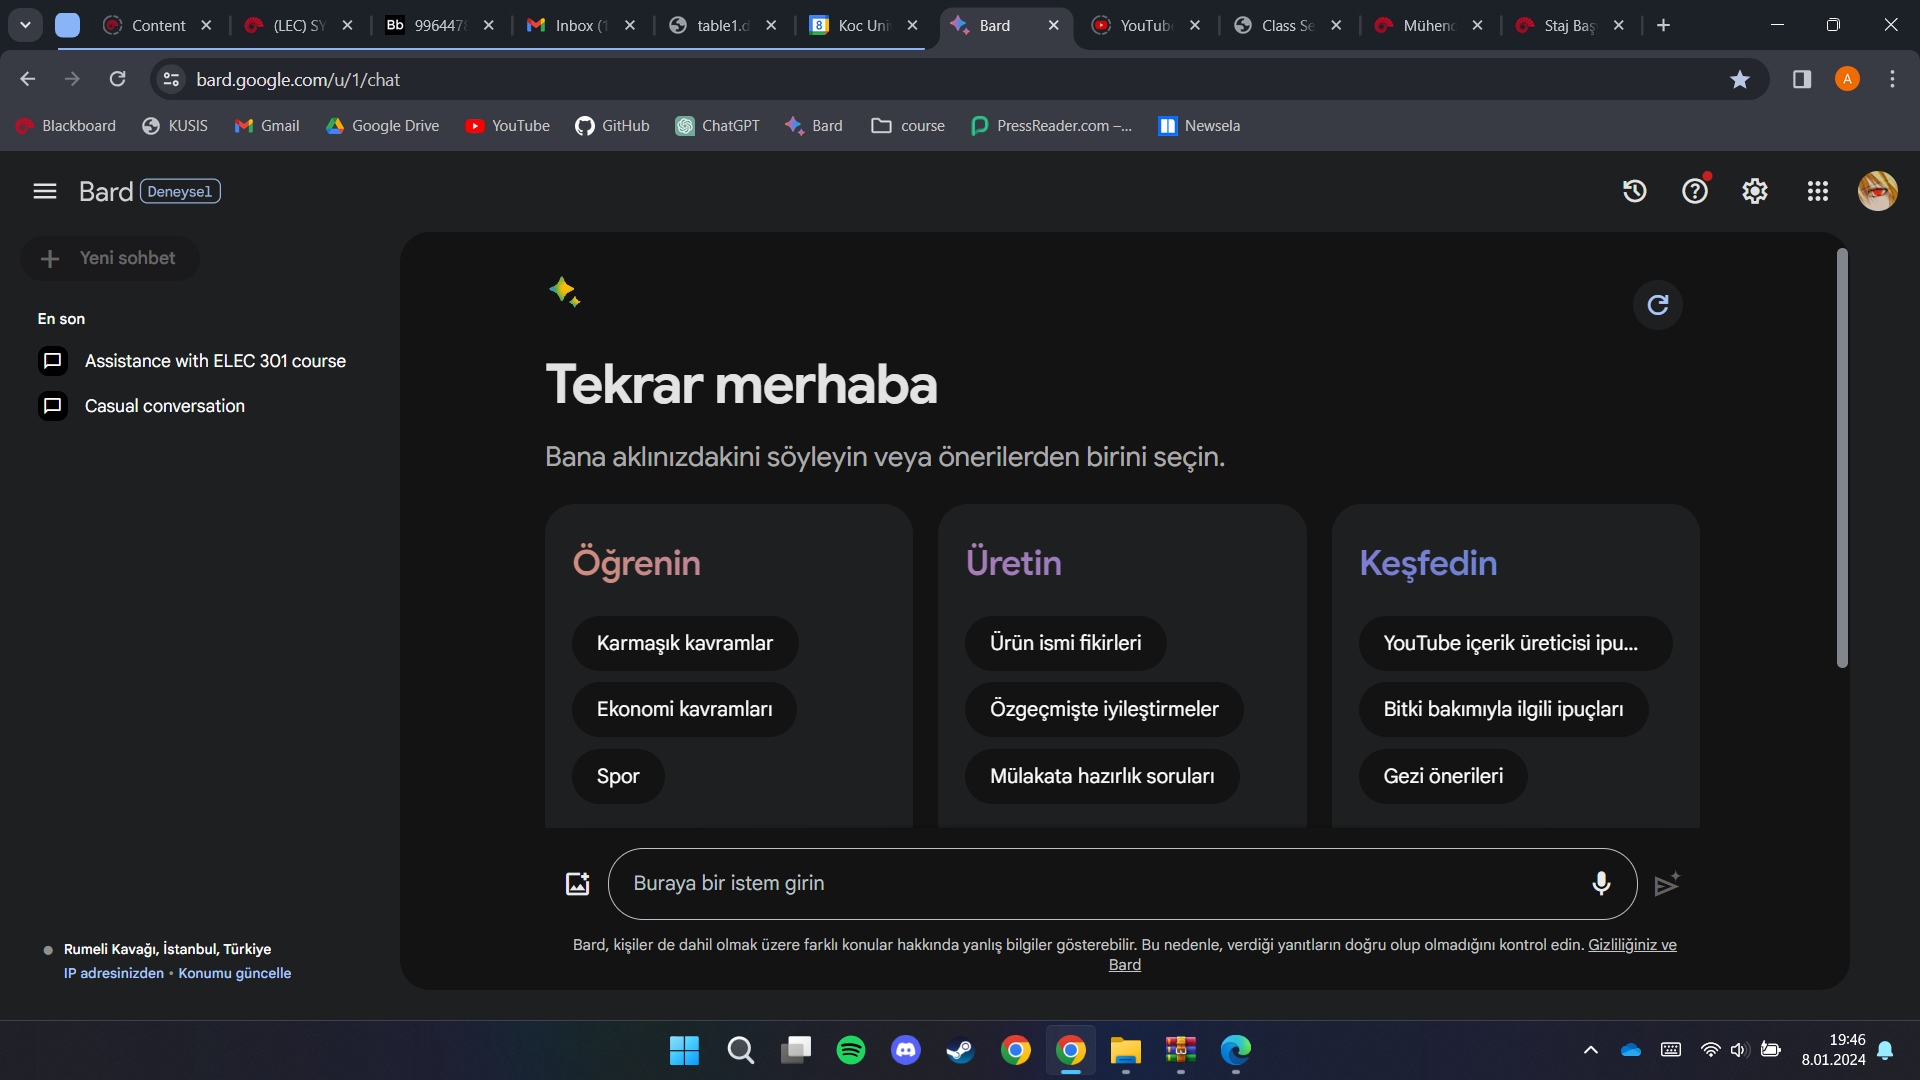 Content
(LEC) SY
Bb 9964478
Inbox (1
table1.d
8 Koc Uni
Bard
YouTube
Class Se
Mühend
Staj Baş
bard.google.com/u/1/chat
A
Blackboard
KUSIS
Gmail
Google Drive
YouTube
GitHub
ChatGPT
Bard
course
PressReader.com –...
Newsela
Bard Deneysel
Yeni sohbet
En son
Assistance with ELEC 301 course
Casual conversation
Tekrar merhaba
Bana aklınızdakini söyleyin veya önerilerden birini seçin.
Öğrenin
Karmaşık kavramlar
Ekonomi kavramları
Spor
Üretin
Ürün ismi fikirleri
Özgeçmişte iyileştirmeler
Mülakata hazırlık soruları
Keşfedin
YouTube içerik üreticisi ipu...
Bitki bakımıyla ilgili ipuçları
Gezi önerileri
Buraya bir istem girin
Bard, kişiler de dahil olmak üzere farklı konular hakkında yanlış bilgiler gösterebilir. Bu nedenle, verdiği yanıtların doğru olup olmadığını kontrol edin. Gizliliğiniz ve
Bard
Rumeli Kavağı, İstanbul, Türkiye
IP adresinizden • Konumu güncelle
19:46
8.01.2024